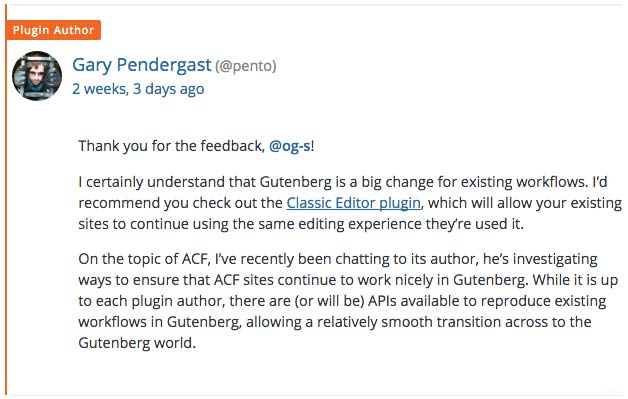 Plugin Author
Gary Pendergast (@pento)
2 weeks, 3 days ago
Thank you for the feedback, @og-s!
I certainly understand that Gutenberg is a big change for existing workflows. I'd
recommend you check out the Classic Editor plugin, which will allow your existing
sites to continue using the same editing experience they're used it.
On the topic of ACF, I've recently been chatting to its author, he's investigating
ways to ensure that ACF sites continue to work nicely in Gutenberg. While it is up
to each plugin author, there are (or will be) APIs available to reproduce existing
workflows in Gutenberg, allowing a relatively smooth transition across to the
Gutenberg world.